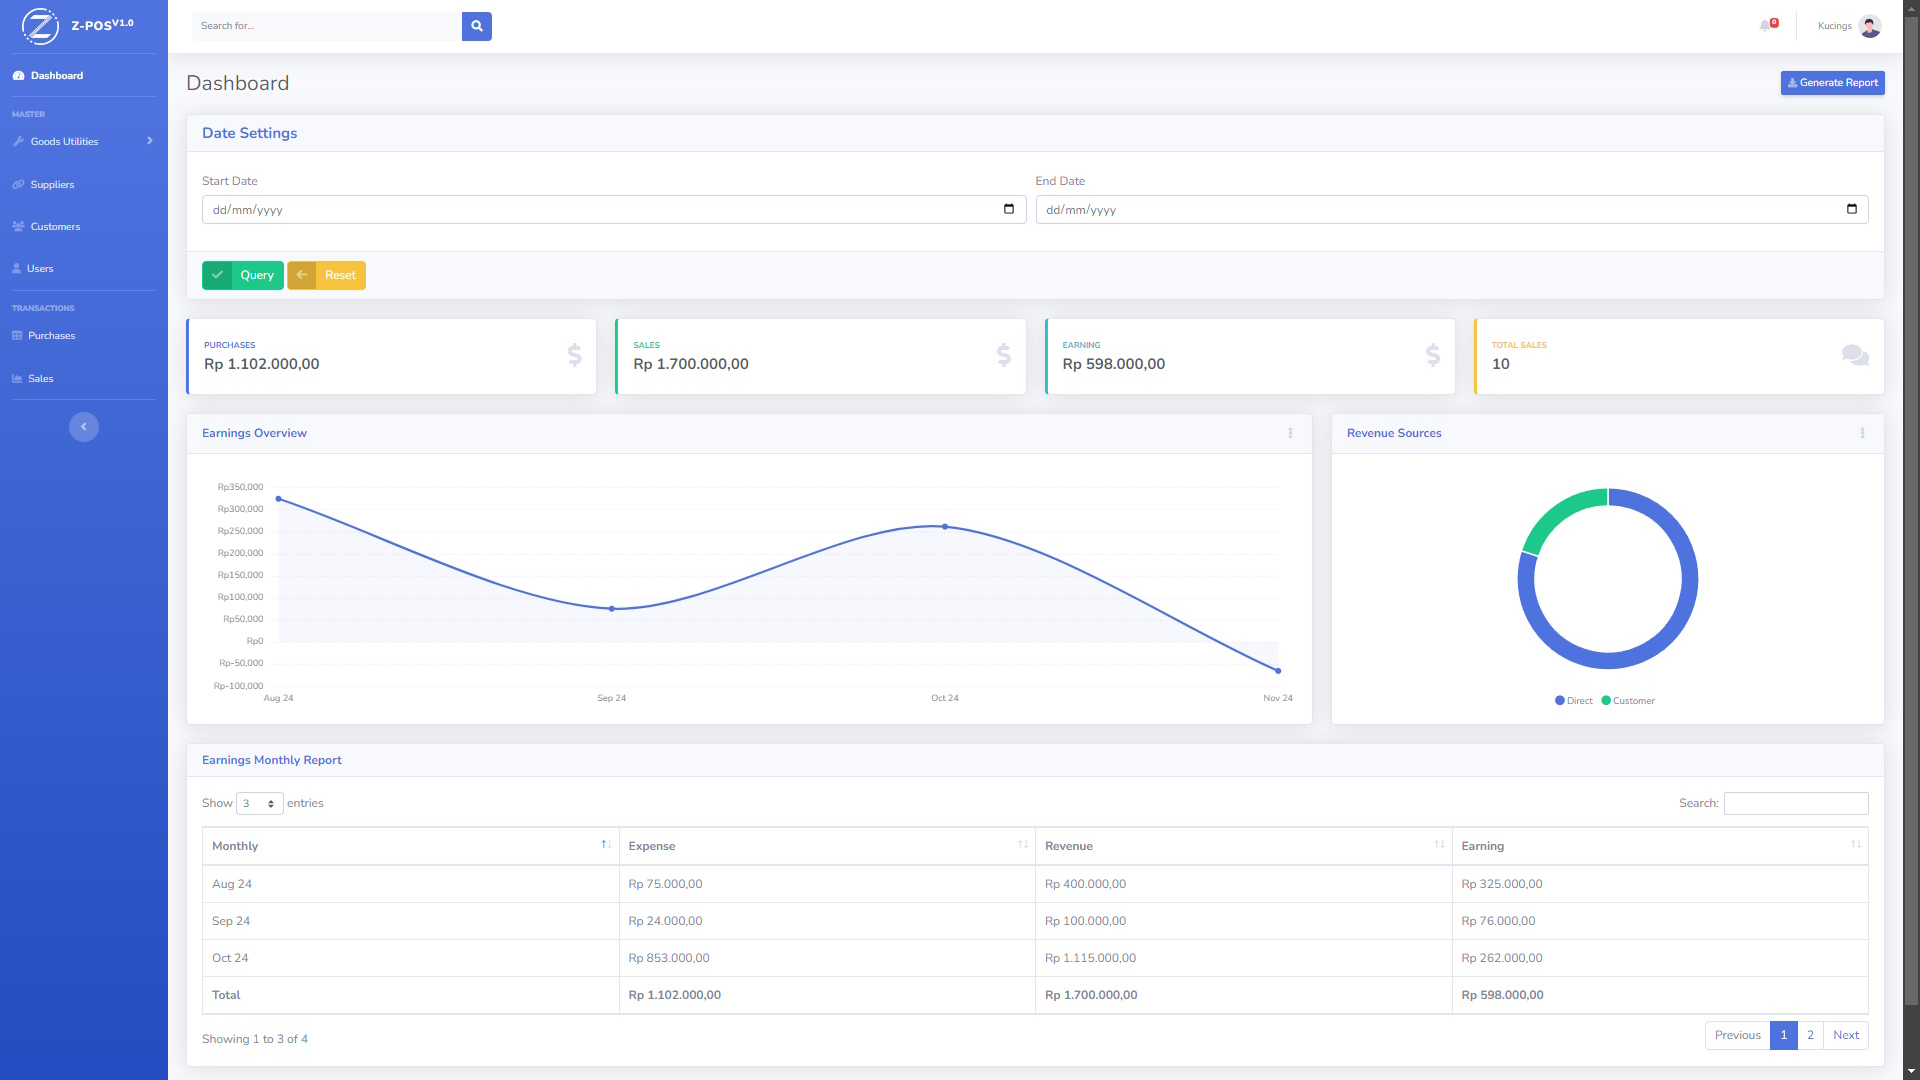 Z-POS V1.0
Search for...
0
Kucings
Dashboard
MASTER
Goods Utilities
Suppliers
Customers
Users
TRANSACTIONS
Purchases
Sales
Dashboard
Generate Report
Date Settings
Start Date
End Date
dd/mm/yyyy
dd/mm/yyyy
Query
Reset
PURCHASES
Rp 1.102.000,00
SALES
Rp 1.700.000,00
EARNING
Rp 598.000,00
TOTAL SALES
10
Earnings Overview
Rp350,000
Rp300,000
Rp250,000
Rp200,000
Rp150,000
Rp100,000
Rp50,000
Rp0
Rp-50,000
Rp-100,000
Aug 24 Sep 24 Oct 24 Nov 24
Revenue Sources
Direct Customer
Earnings Monthly Report
Show 3 entries
Search:
Monthly Expense Revenue Earning
Aug 24 Rp 75.000,00 Rp 400.000,00 Rp 325.000,00
Sep 24 Rp 24.000,00 Rp 100.000,00 Rp 76.000,00
Oct 24 Rp 853.000,00 Rp 1.115.000,00 Rp 262.000,00
Total Rp 1.102.000,00 Rp 1.700.000,00 Rp 598.000,00
Showing 1 to 3 of 4
Previous 1 2 Next